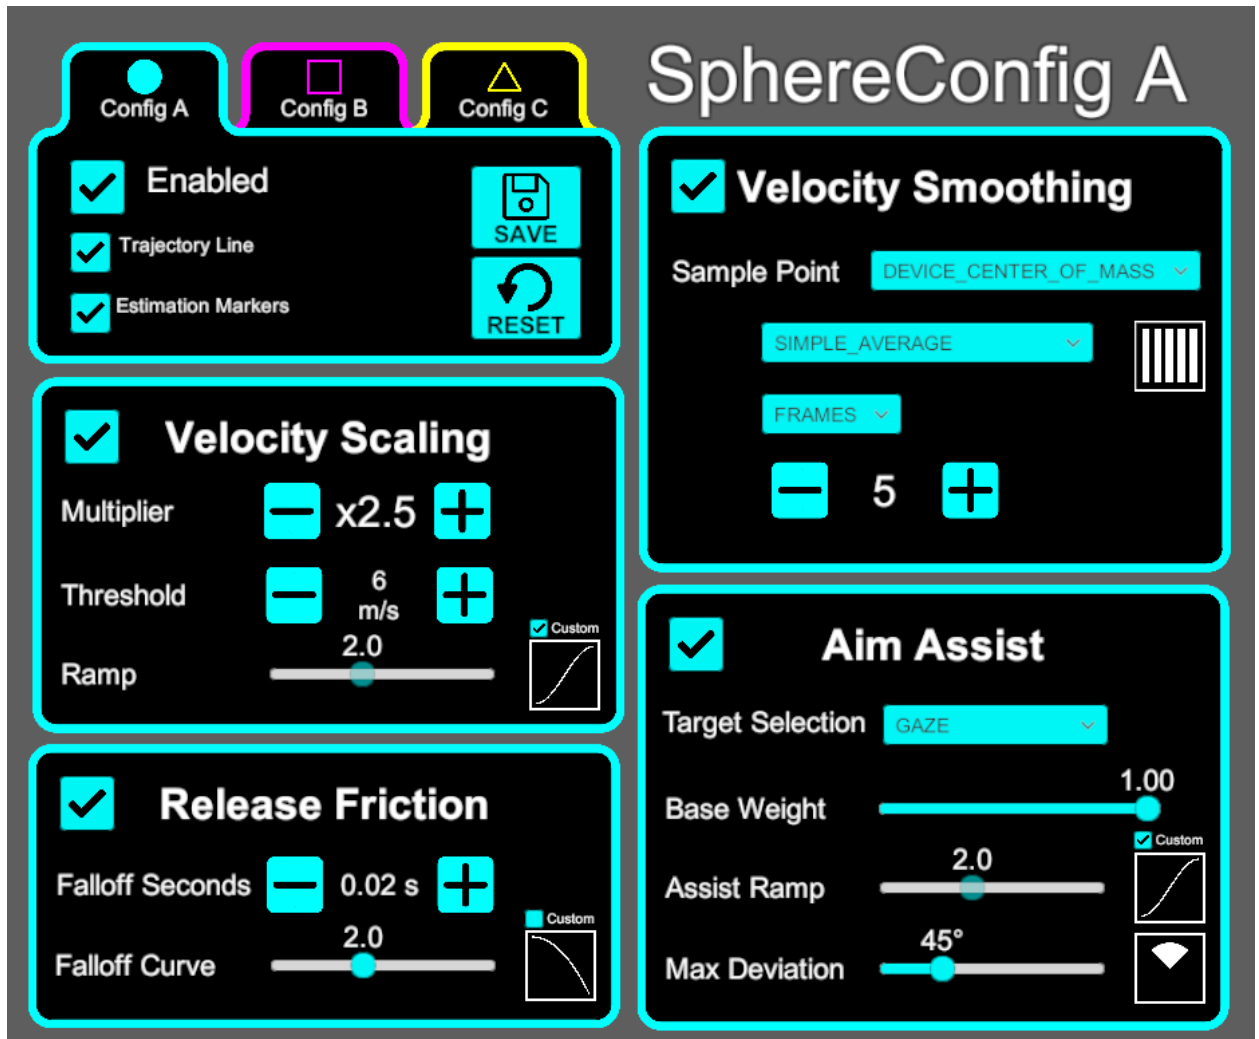 SphereConfig A
Config A
Config B
Config C
Enabled
Trajectory Line
Estimation Markers
SAVE
RESET
Velocity Scaling
Multiplier
x2.5
Threshold
6
m/s
Ramp
2.0
Custom
Release Friction
Falloff Seconds
0.02 s
Falloff Curve
2.0
Custom
Velocity Smoothing
Sample Point
DEVICE_CENTER_OF_MASS
SIMPLE_AVERAGE
FRAMES
5
Aim Assist
Target Selection
GAZE
Base Weight
1.00
Assist Ramp
2.0
Custom
Max Deviation
45°